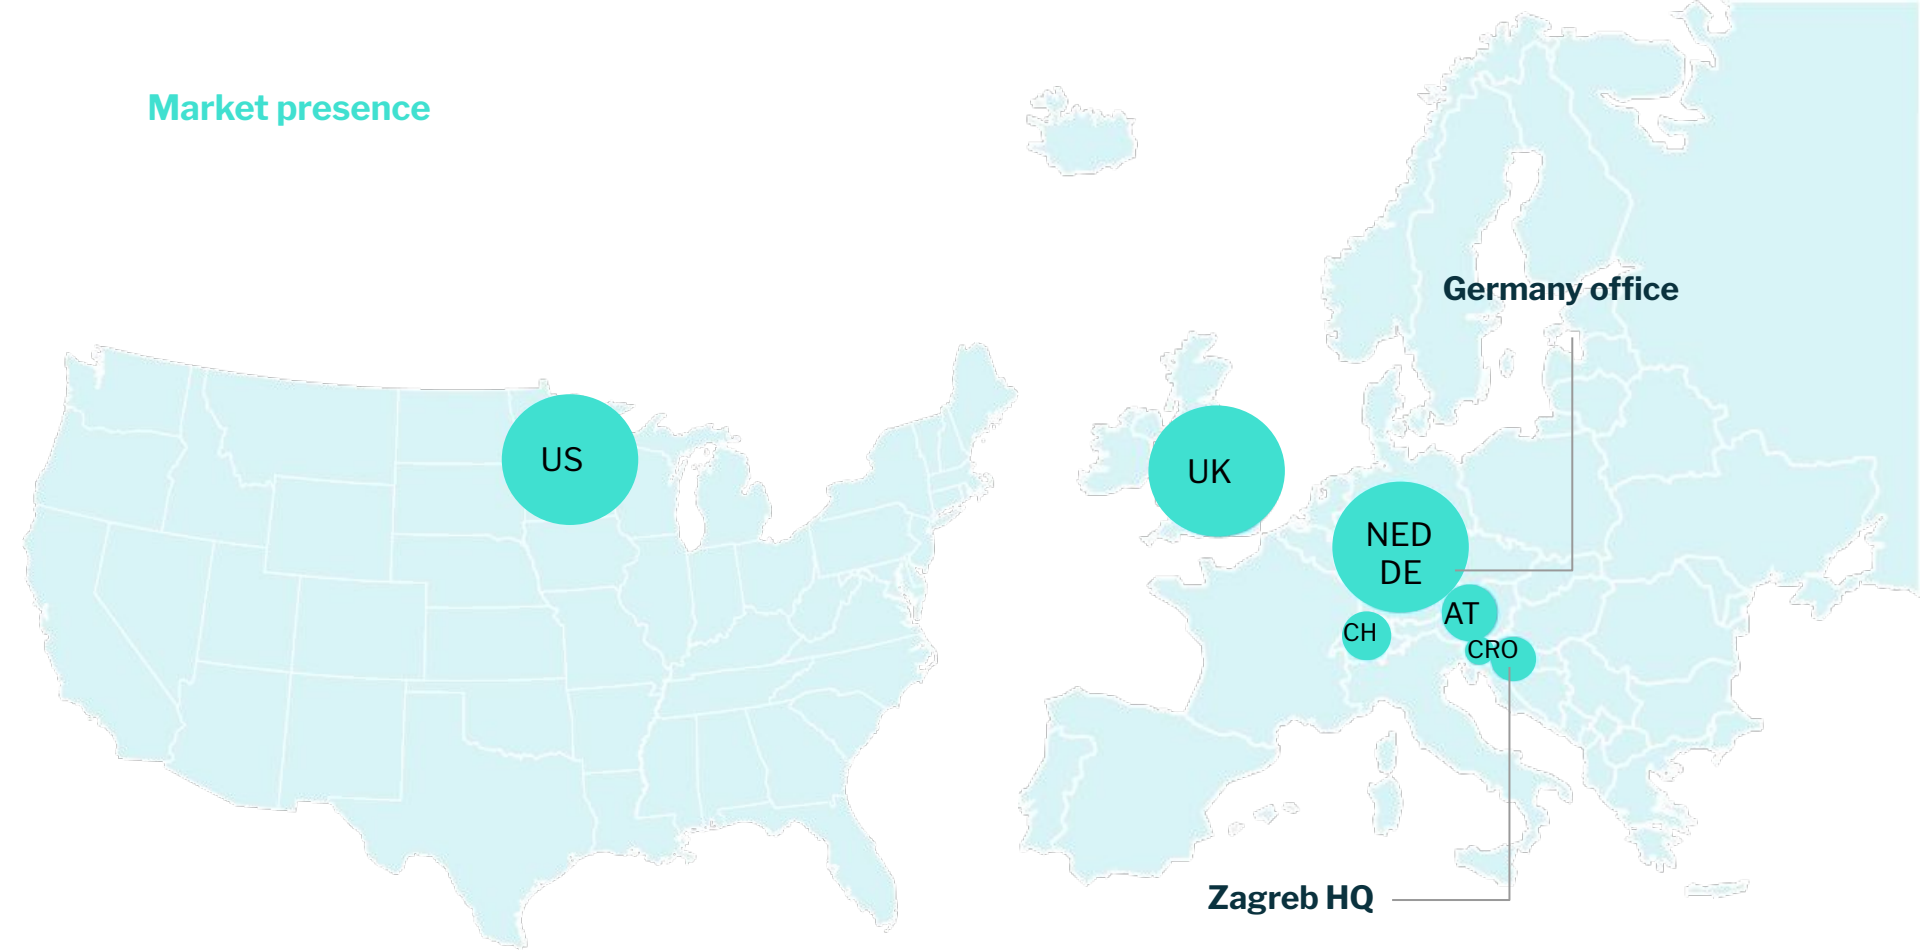 Market presence
Germany office
US
UK
NED
DE
AT
CH
CRO
Zagreb HQ